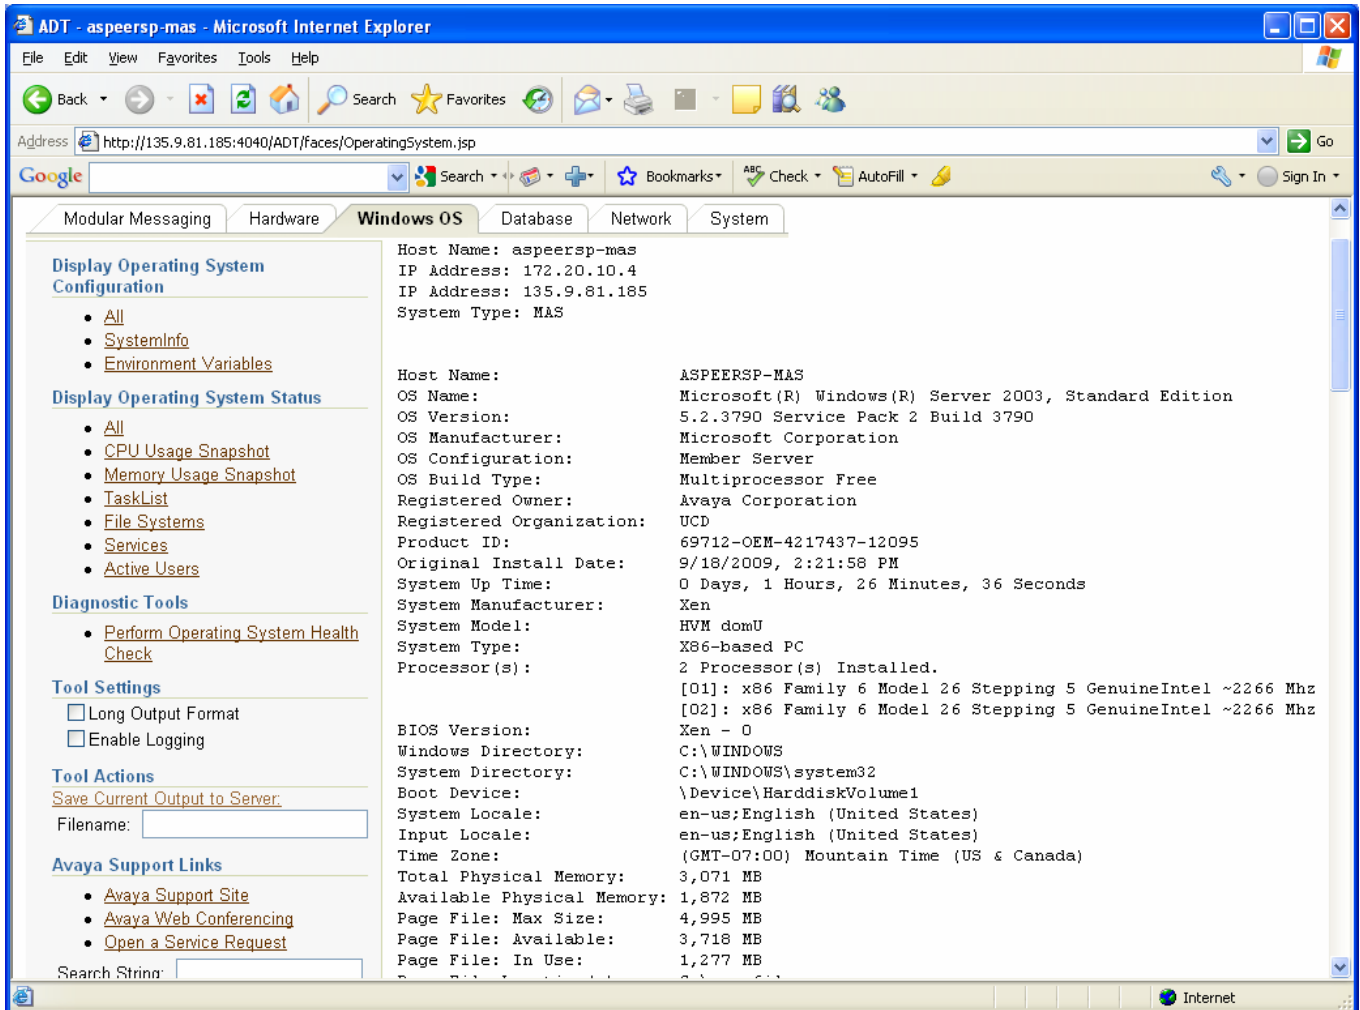 ADT - aspeersp-mas - Microsoft Internet Explorer
File Edit View Favorites Tools Help
Back Search Favorites
Address http://135.9.81.185:4040/ADT/faces/OperatingSystem.jsp Go
Google Search Bookmarks ABC Check AutoFill Sign In
Modular Messaging Hardware Windows OS Database Network System
Display Operating System Configuration
All
SystemInfo
Environment Variables
Display Operating System Status
All
CPU Usage Snapshot
Memory Usage Snapshot
TaskList
File Systems
Services
Active Users
Diagnostic Tools
Perform Operating System Health
Check
Tool Settings
Long Output Format
Enable Logging
Tool Actions
Save Current Output to Server:
Filename:
Avaya Support Links
Avaya Support Site
Avaya Web Conferencing
Open a Service Request
Search String:
Host Name: aspeersp-mas
IP Address: 172.20.10.4
IP Address: 135.9.81.185
System Type: MAS
Host Name: ASPEERSP-MAS
OS Name: Microsoft(R) Windows(R) Server 2003, Standard Edition
OS Version: 5.2.3790 Service Pack 2 Build 3790
OS Manufacturer: Microsoft Corporation
OS Configuration: Member Server
OS Build Type: Multiprocessor Free
Registered Owner: Avaya Corporation
Registered Organization: UCD
Product ID: 69712-OEM-4217437-12095
Original Install Date: 9/18/2009, 2:21:58 PM
System Up Time: 0 Days, 1 Hours, 26 Minutes, 36 Seconds
System Manufacturer: Xen
System Model: HVM domU
System Type: X86-based PC
Processor(s): 2 Processor(s) Installed.
[01]: x86 Family 6 Model 26 Stepping 5 GenuineIntel ~2266 Mhz
[02]: x86 Family 6 Model 26 Stepping 5 GenuineIntel ~2266 Mhz
BIOS Version: Xen - 0
Windows Directory: C:\WINDOWS
System Directory: C:\WINDOWS\system32
Boot Device: \Device\HarddiskVolume1
System Locale: en-us;English (United States)
Input Locale: en-us;English (United States)
Time Zone: (GMT-07:00) Mountain Time (US & Canada)
Total Physical Memory: 3,071 MB
Available Physical Memory: 1,872 MB
Page File: Max Size: 4,995 MB
Page File: Available: 3,718 MB
Page File: In Use: 1,277 MB
Internet